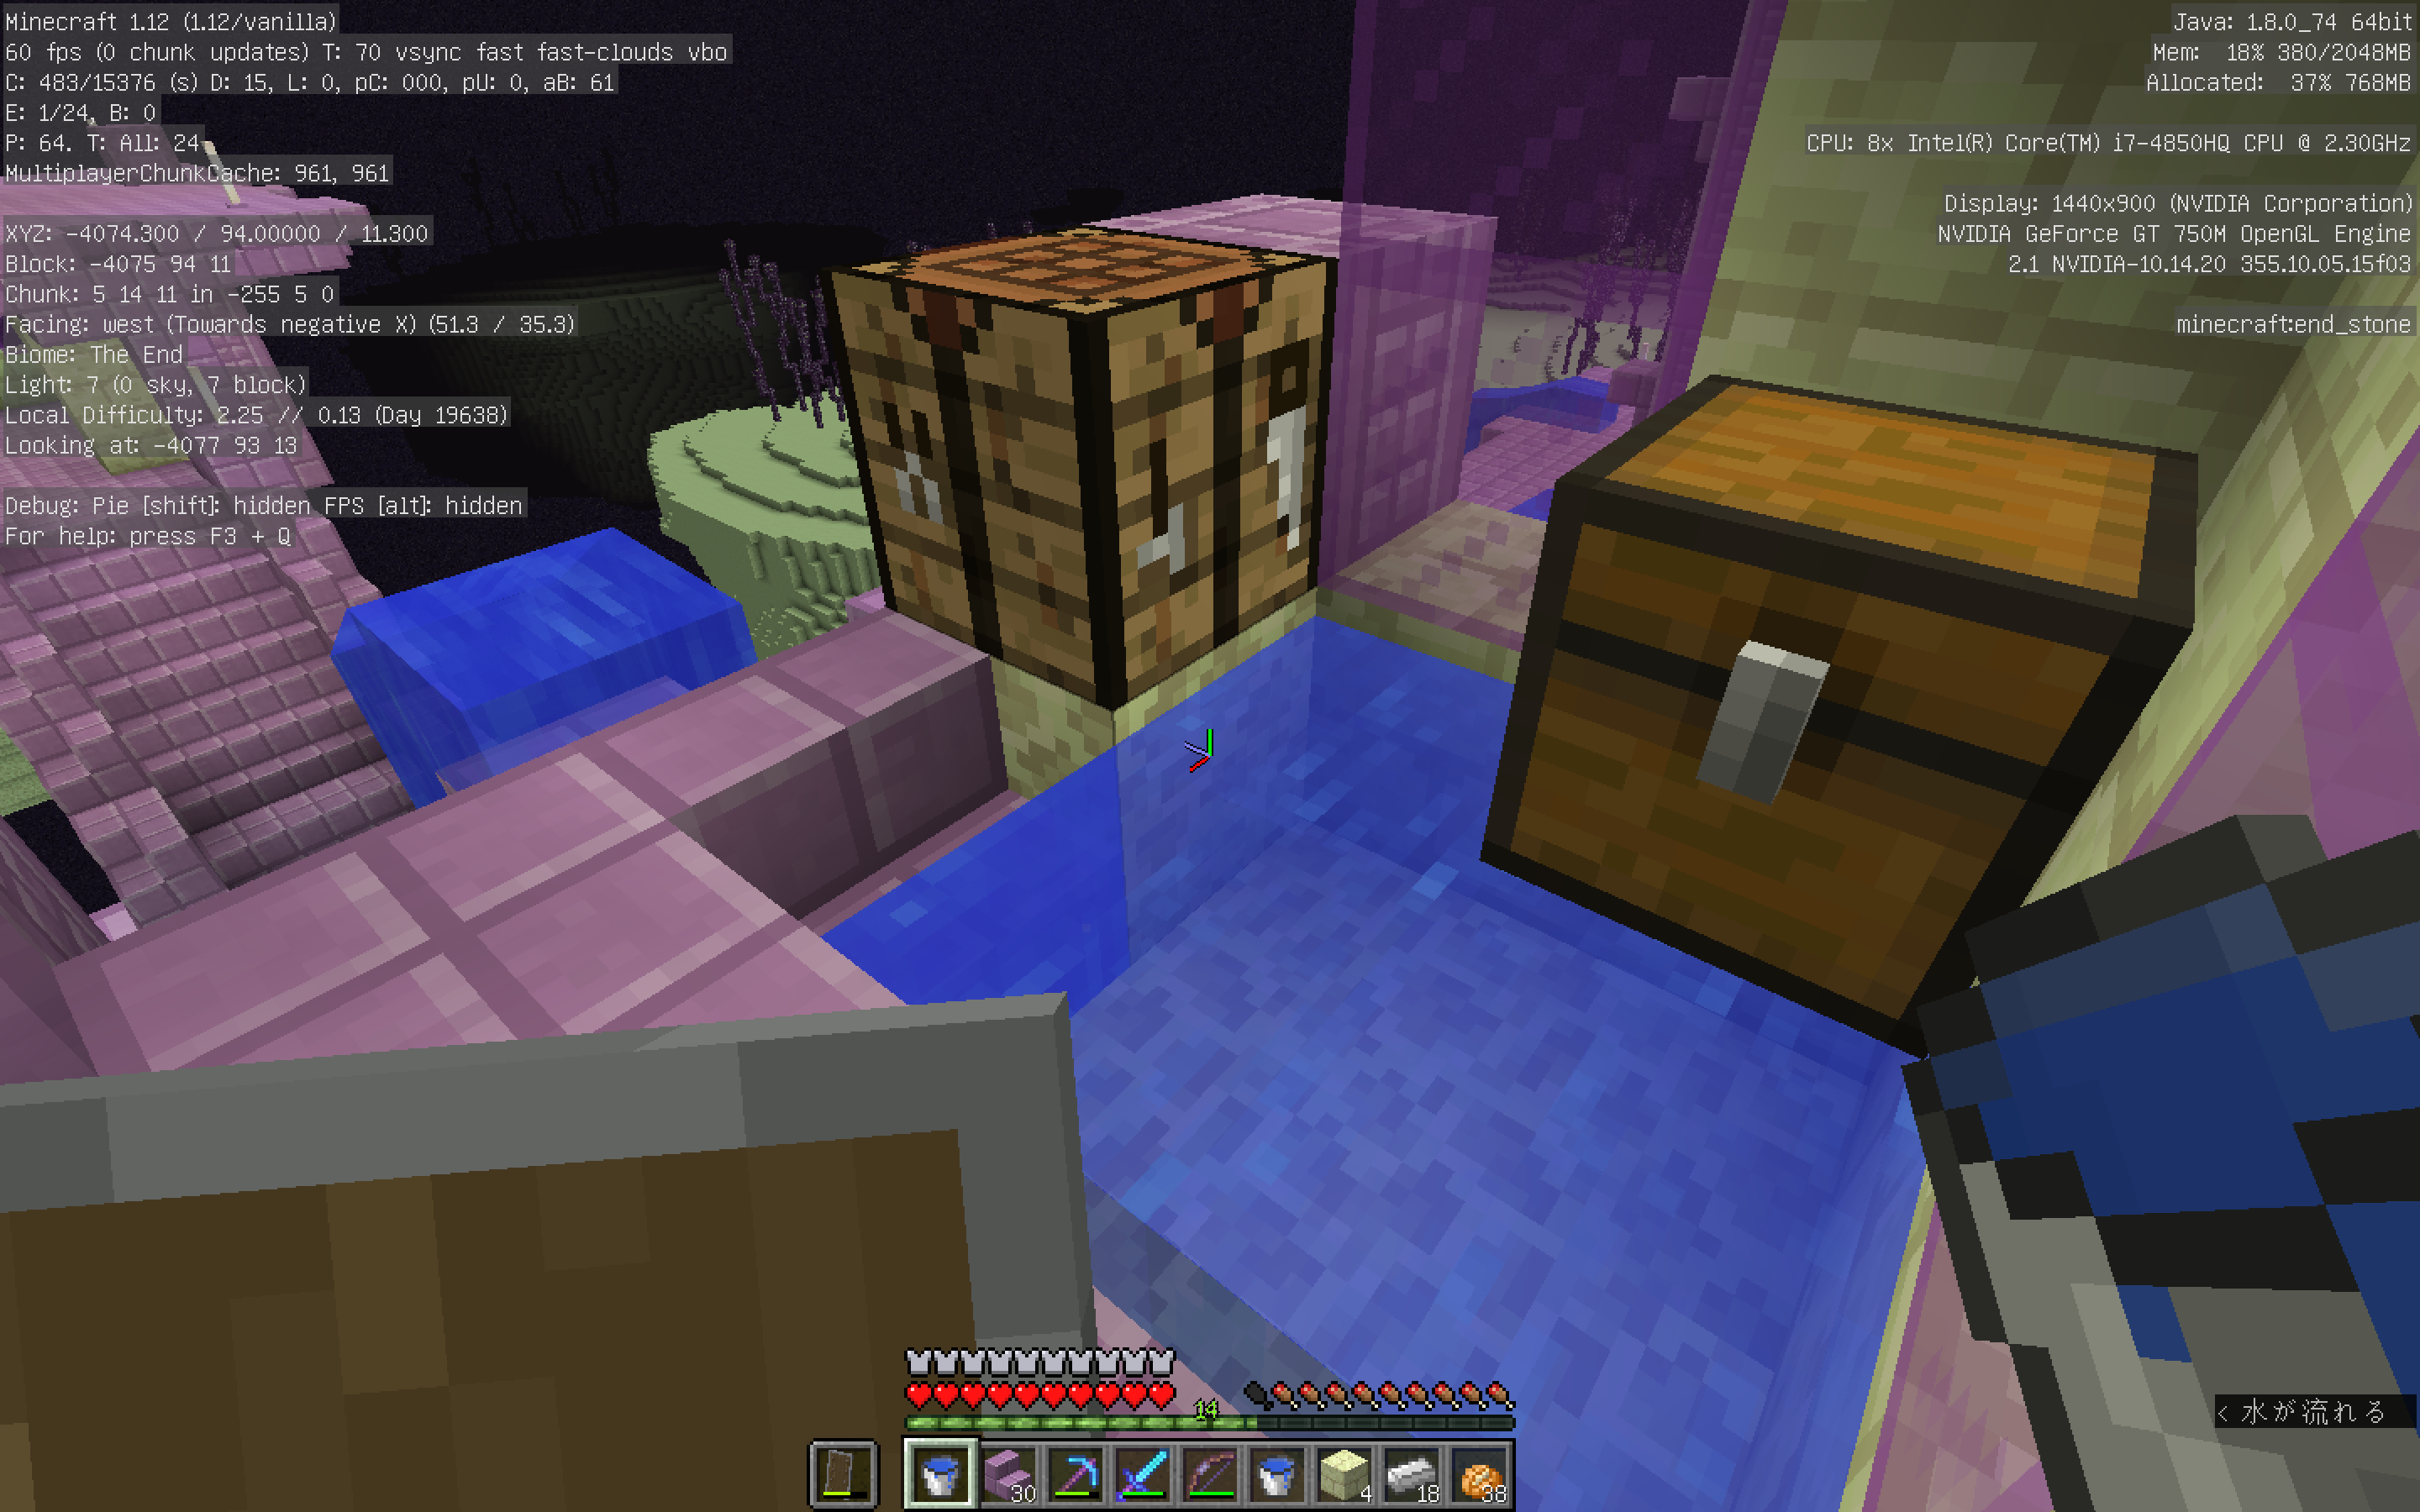 Minecraft 1.12 (1.12/vanilla)
60 fps (0 chunk updates) T: 70 vsync fast fast-clouds vbo
C: 483/15376 (s) D: 15, L: 0, pC: 000, pU: 0, aB: 61
E: 1/24, B: 0
P: 64. T: All: 24
MultiplayerChunkCache: 961, 961
XYZ: -4074.300 / 94.00000 / 11.300
Block: -4075 94 11
Chunk: 5 14 11 in -255 5 0
Facing: west (Towards negative X) (51.3 / 35.3)
Biome: The End
Light: 7 (0 sky, 7 block)
Local Difficulty: 2.25 // 0.13 (Day 19638)
Looking at: -4077 93 13
Debug: Pie [shift]: hidden FPS [alt]: hidden
For help: press F3 + Q
Java: 1.8.0_74 64bit
Mem: 18% 380/2048MB
Allocated: 37% 768MB
CPU: 8x Intel(R) Core(TM) i7-4850HQ CPU @ 2.30GHz
Display: 1440x900 (NVIDIA Corporation)
NVIDIA GeForce GT 750M OpenGL Engine
2.1 NVIDIA-10.14.20 355.10.05.15f03
minecraft:end_stone
< 水が流れる
14
30 4 18 38